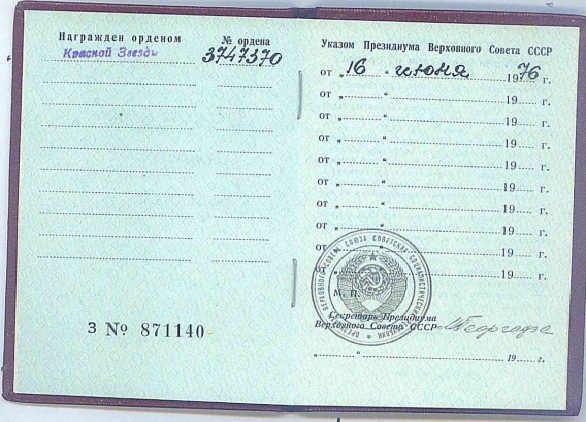 Награжден орденом
№ ордена
Красной Звезды
3747370
З № 871140
Указом Президиума Верховного Совета СССР
от „ 16 “ июня 1976 г.
от „ “ 19 г.
от „ “ 19 г.
от „ “ 19 г.
от „ “ 19 г.
от „ “ 19 г.
от „ “ 19 г.
от „ “ 19 г.
от „ “ 19 г.
от „ “ 19 г.
М. П.
Секретарь Президиума
Верховного Совета СССР
Георгадзе
„ “ 19 г.